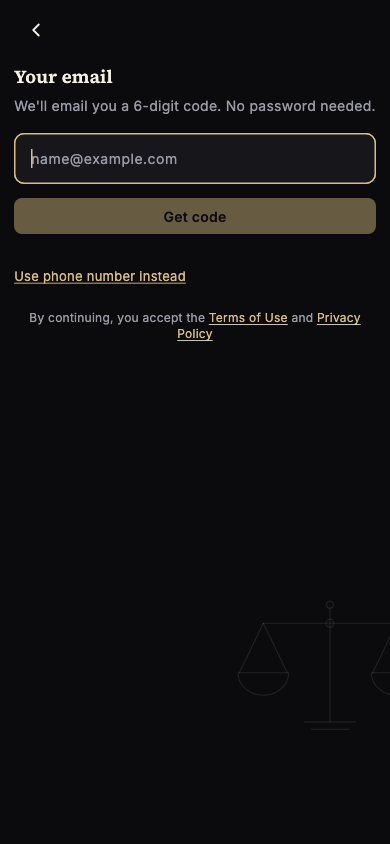 Your email
We'll email you a 6-digit code. No password needed.
name@example.com
Get code
Use phone number instead
By continuing, you accept the Terms of Use and Privacy
Policy